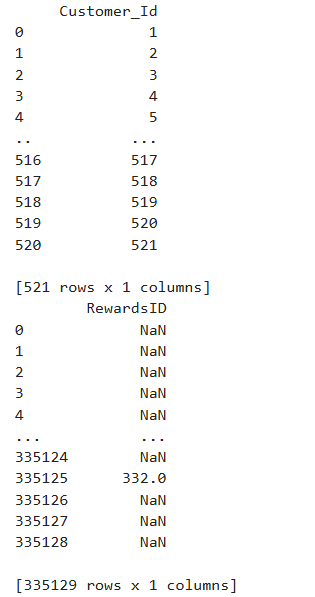 Customer_Id
0 1
1 2
2 3
3 4
4 5
.. ...
516 517
517 518
518 519
519 520
520 521
[521 rows x 1 columns]
RewardsID
0 NaN
1 NaN
2 NaN
3 NaN
4 NaN
... ...
335124 NaN
335125 332.0
335126 NaN
335127 NaN
335128 NaN
[335129 rows x 1 columns]